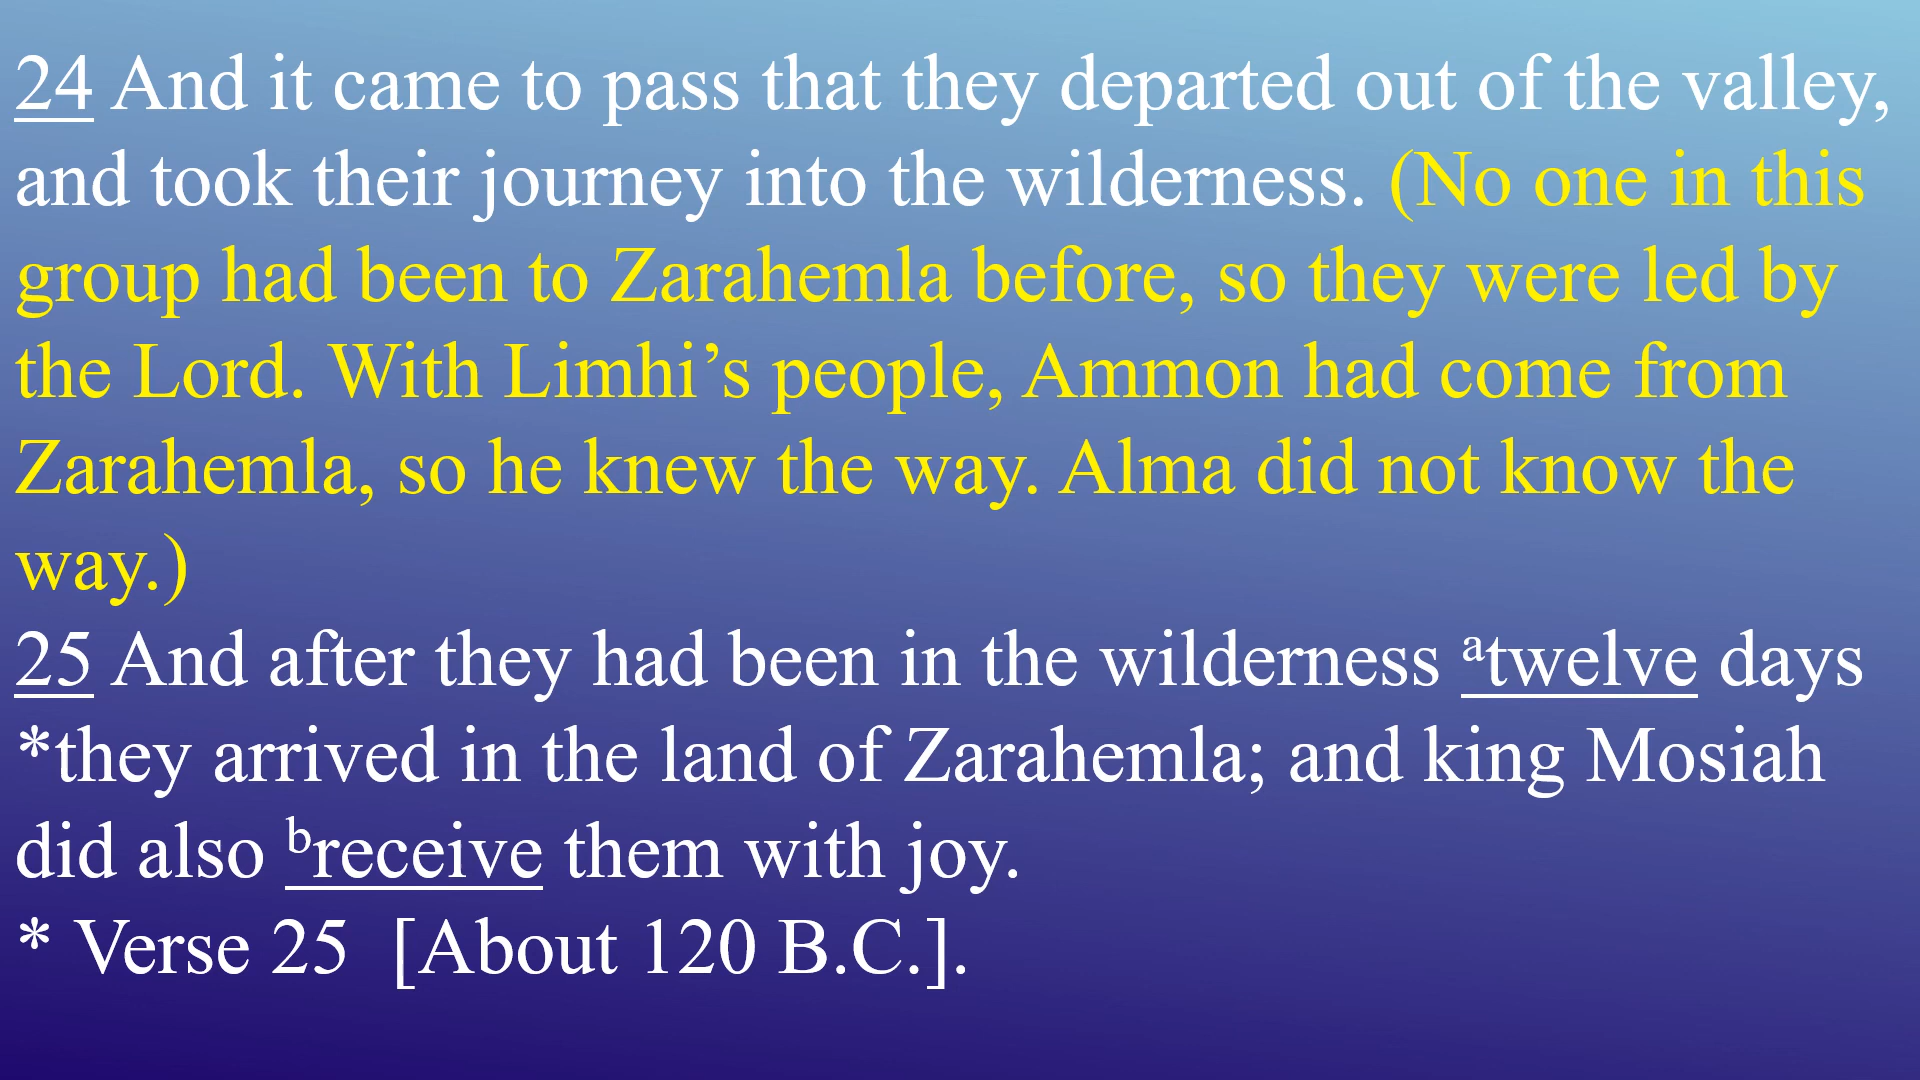 24 And it came to pass that they departed out of the valley,
and took their journey into the wilderness. (No one in this
group had been to Zarahemla before, so they were led by
the Lord. With Limhi’s people, Ammon had come from
Zarahemla, so he knew the way. Alma did not know the
way.)
25 And after they had been in the wilderness ᵃtwelve days
*they arrived in the land of Zarahemla; and king Mosiah
did also ᵇreceive them with joy.
* Verse 25  [About 120 B.C.].